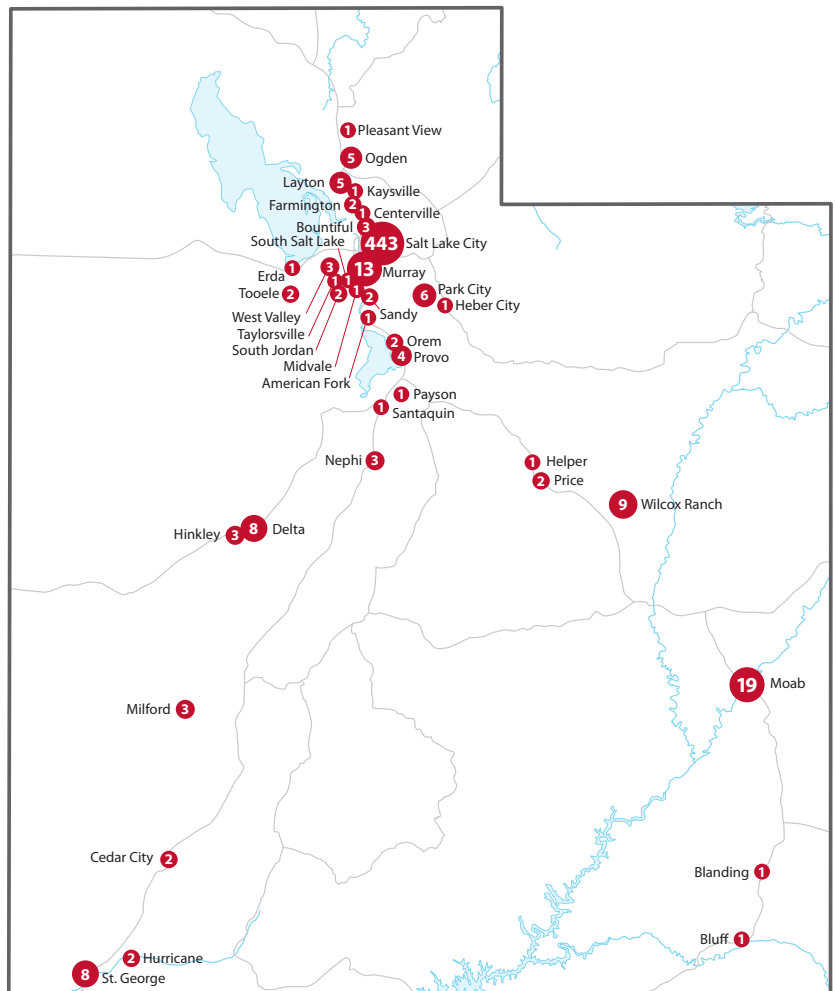 1 Pleasant View
5 Ogden
Layton 5
1 Kaysville
Farmington 2
1 Centerville
Bountiful 3
South Salt Lake 1
443 Salt Lake City
13 Murray
Erda 1
Tooele 2
West Valley 3
Taylorsville 1
South Jordan 2
Midvale 1
American Fork 1
2 Sandy
6 Park City
1 Heber City
2 Orem
4 Provo
1 Payson
1 Santaquin
Nephi 3
1 Helper
2 Price
9 Wilcox Ranch
Hinkley 3
8 Delta
19 Moab
Milford 3
Cedar City 2
Blanding 1
Bluff 1
2 Hurricane
8 St. George